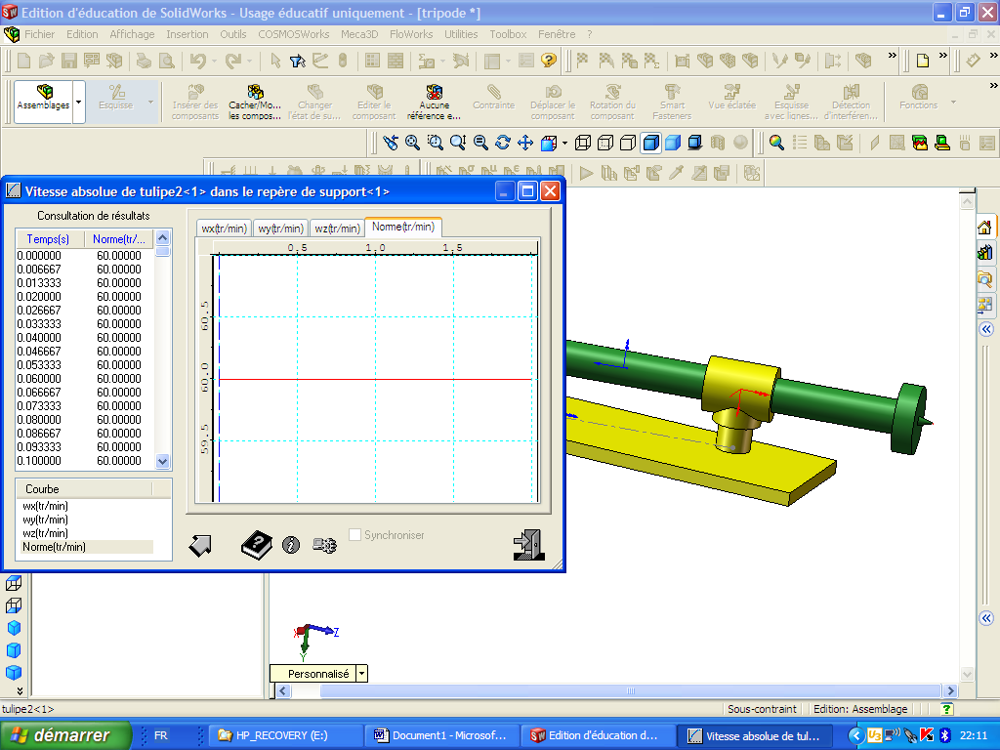 Edition d'éducation de SolidWorks - Usage éducatif uniquement - [tripode *]
Fichier Edition Affichage Insertion Outils COSMOSWorks Meca3D FloWorks Utilities Toolbox Fenêtre ?
Assemblages
Esquisse
Insérer des composants
Cacher/Mo... les compos...
Changer l'état de su...
Editer le composant
Aucune référence e...
Contrainte
Déplacer le composant
Rotation du composant
Smart Fasteners
Vue éclatée
Esquisse avec lignes...
Détection d'interféren...
Fonctions
Vitesse absolue de tulipe2<1> dans le repère de support<1>
Consultation de résultats
Temps(s) Norme(tr/...
0.000000 60.00000
0.006667 60.00000
0.013333 60.00000
0.020000 60.00000
0.026667 60.00000
0.033333 60.00000
0.040000 60.00000
0.046667 60.00000
0.053333 60.00000
0.060000 60.00000
0.066667 60.00000
0.073333 60.00000
0.080000 60.00000
0.086667 60.00000
0.093333 60.00000
0.100000 60.00000
Courbe
wx(tr/min)
wy(tr/min)
wz(tr/min)
Norme(tr/min)
wx(tr/min) wy(tr/min) wz(tr/min) Norme(tr/min)
0.5 1.0 1.5
60.5
60.0
59.5
Synchroniser
X Z
Y
Personnalisé
tulipe2<1>
Sous-contraint Edition: Assemblage
démarrer
FR
HP_RECOVERY (E:)
Document1 - Microsof...
Edition d'éducation d...
Vitesse absolue de tul...
22:11